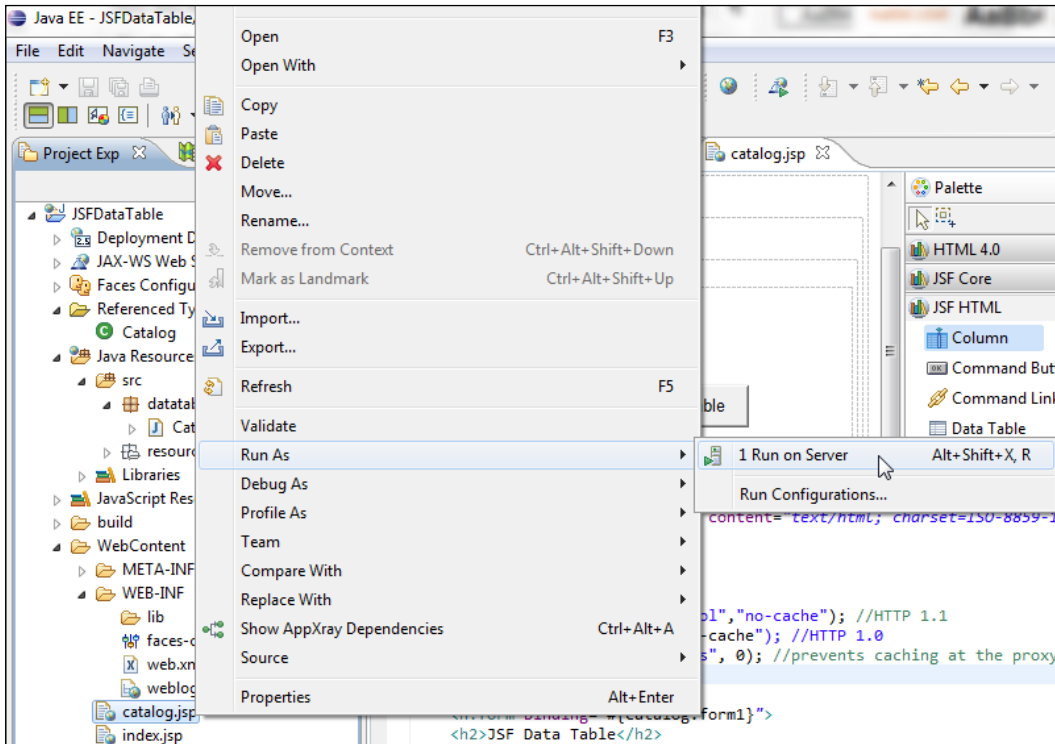 Java EE - JSFDataTable/
File Edit Navigate Se
Project Exp
JSFDataTable
Deployment D
2.5
JAX-WS Web S
Faces Configu
Referenced Ty
Catalog
Java Resource
src
datatab
Cat
resourc
Libraries
JavaScript Res
build
WebContent
META-INF
WEB-INF
lib
faces-c
web.xm
weblog
catalog.jsp
index.jsp
Open F3
Open With
Copy
Paste
Delete
Move...
Rename...
Remove from Context Ctrl+Alt+Shift+Down
Mark as Landmark Ctrl+Alt+Shift+Up
Import...
Export...
Refresh F5
Validate
Run As
Debug As
Profile As
Team
Compare With
Replace With
Show AppXray Dependencies Ctrl+Alt+A
Source
Properties Alt+Enter
1 Run on Server Alt+Shift+X, R
Run Configurations...
catalog.jsp
Palette
HTML 4.0
JSF Core
JSF HTML
Column
OK Command But
Command Link
Data Table
ble
content="text/html; charset=ISO-8859-1
ol","no-cache"); //HTTP 1.1
-cache"); //HTTP 1.0
s", 0); //prevents caching at the proxy
<h:form binding="#{catalog.form1}">
<h2>JSF Data Table</h2>